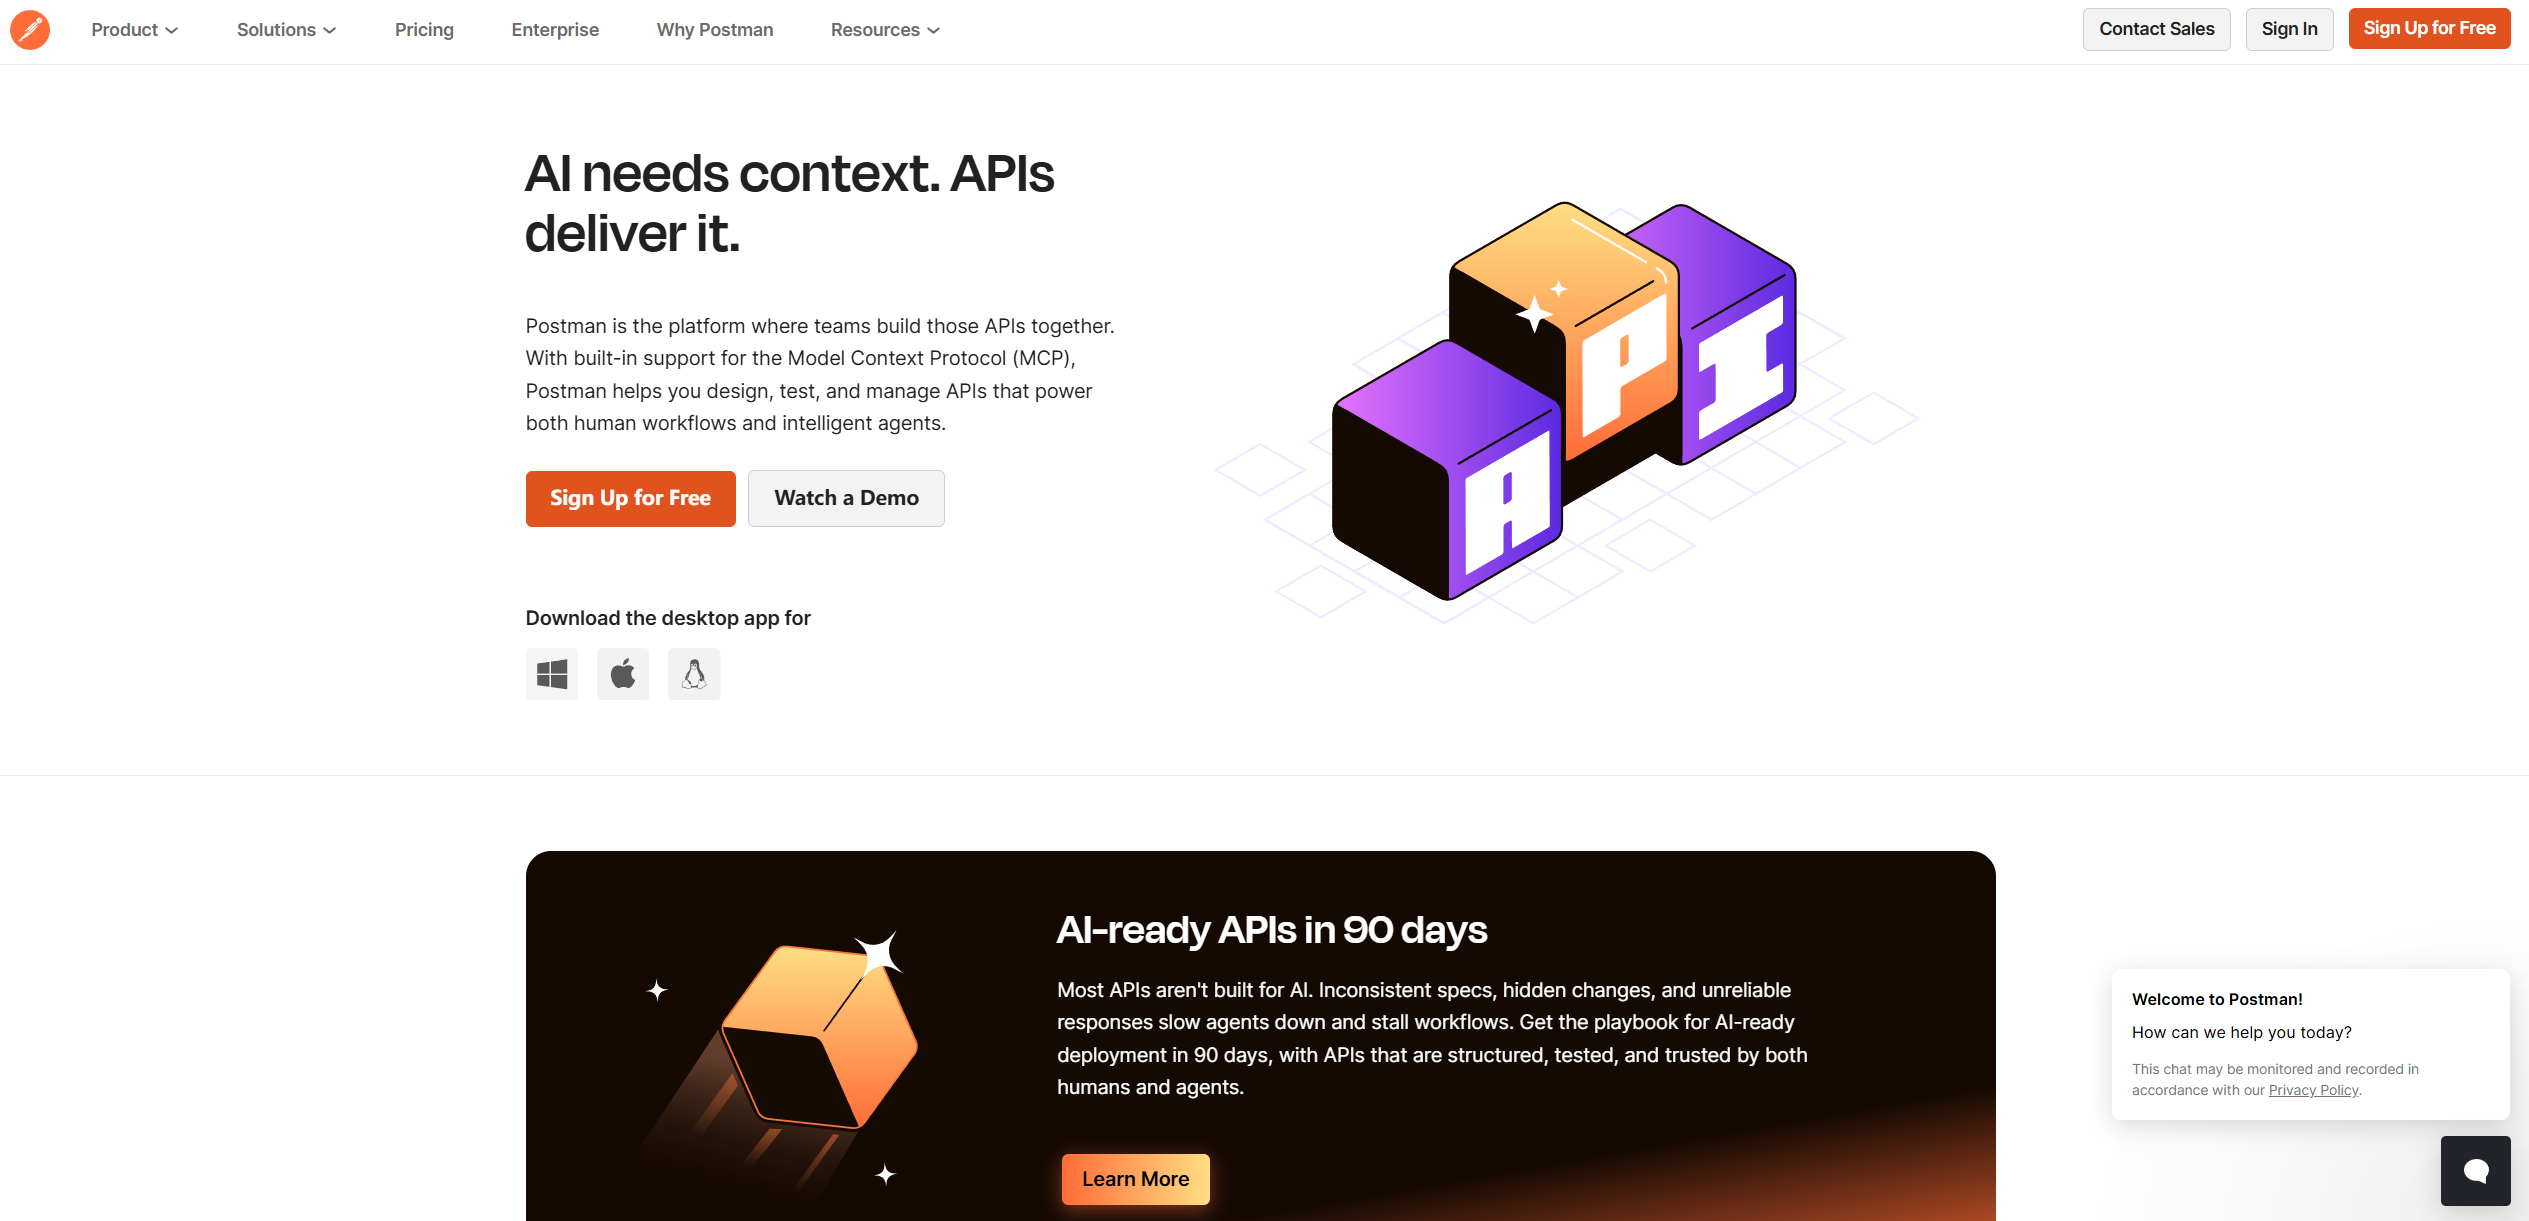 Product
Solutions
Pricing
Enterprise
Why Postman
Resources
Contact Sales
Sign In
Sign Up for Free
AI needs context. APIs
deliver it.
Postman is the platform where teams build those APIs together.
With built-in support for the Model Context Protocol (MCP),
Postman helps you design, test, and manage APIs that power
both human workflows and intelligent agents.
Sign Up for Free
Watch a Demo
Download the desktop app for
A
P
I
AI-ready APIs in 90 days
Most APIs aren't built for AI. Inconsistent specs, hidden changes, and unreliable
responses slow agents down and stall workflows. Get the playbook for AI-ready
deployment in 90 days, with APIs that are structured, tested, and trusted by both
humans and agents.
Learn More
Welcome to Postman!
How can we help you today?
This chat may be monitored and recorded in
accordance with our Privacy Policy.